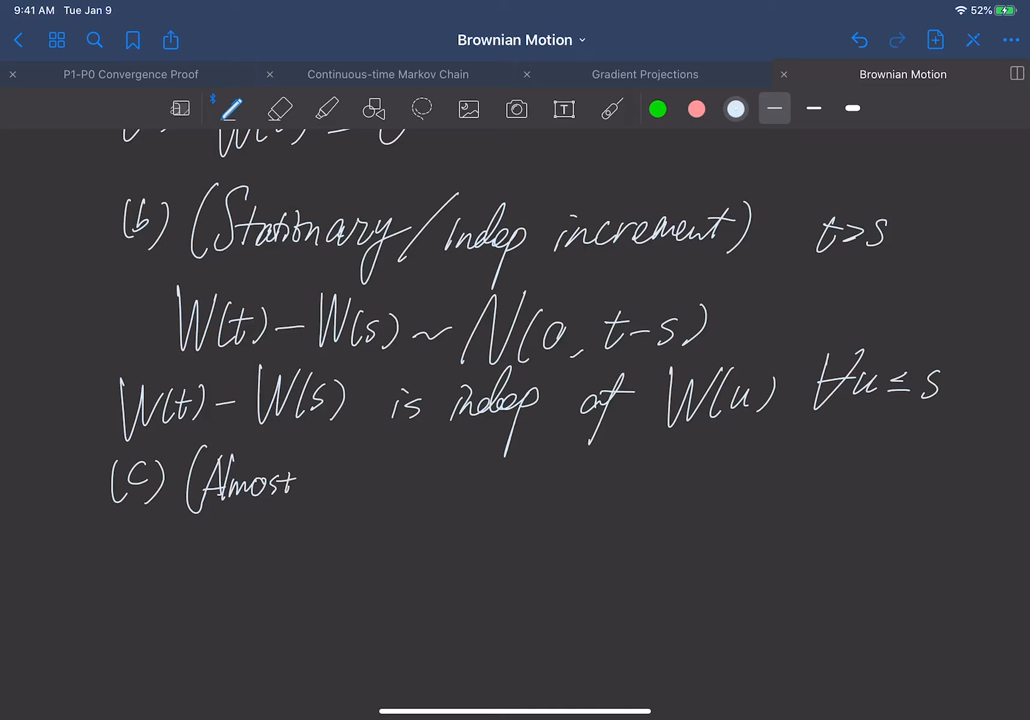 9:41 AM Tue Jan 9 52%
Brownian Motion
P1-P0 Convergence Proof Continuous-time Markov Chain Gradient Projections Brownian Motion
(b) (Stationary/indep increment) t>s
W(t)-W(s) ~ N(0, t-s)
W(t)-W(s) is indep of W(u) ∀u≤s
(C) (Almost